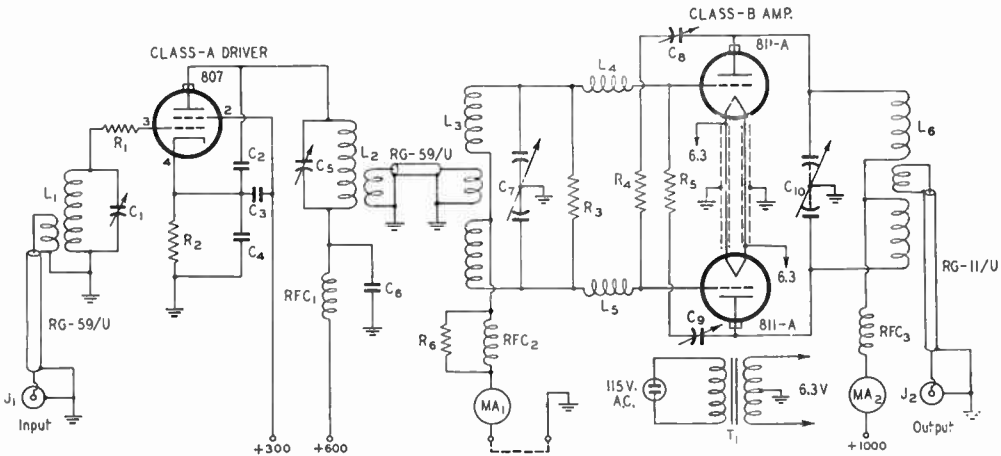 CLASS-B AMP.
CLASS-A DRIVER
807
C8
811-A
L4
L3
L6
2
3
4
R1
C2
C5
L2
RG-59/U
6.3
C7
R3
R4
R5
C10
L1
C1
C3
R2
C4
RG-59/U
RFC1
C6
L5
6.3
RG-11/U
C9
811-A
R6
RFC2
RFC3
115 V.
A.C.
6.3 V
T1
J1
Input
MA1
MA2
J2
Output
+300
+600
+1000